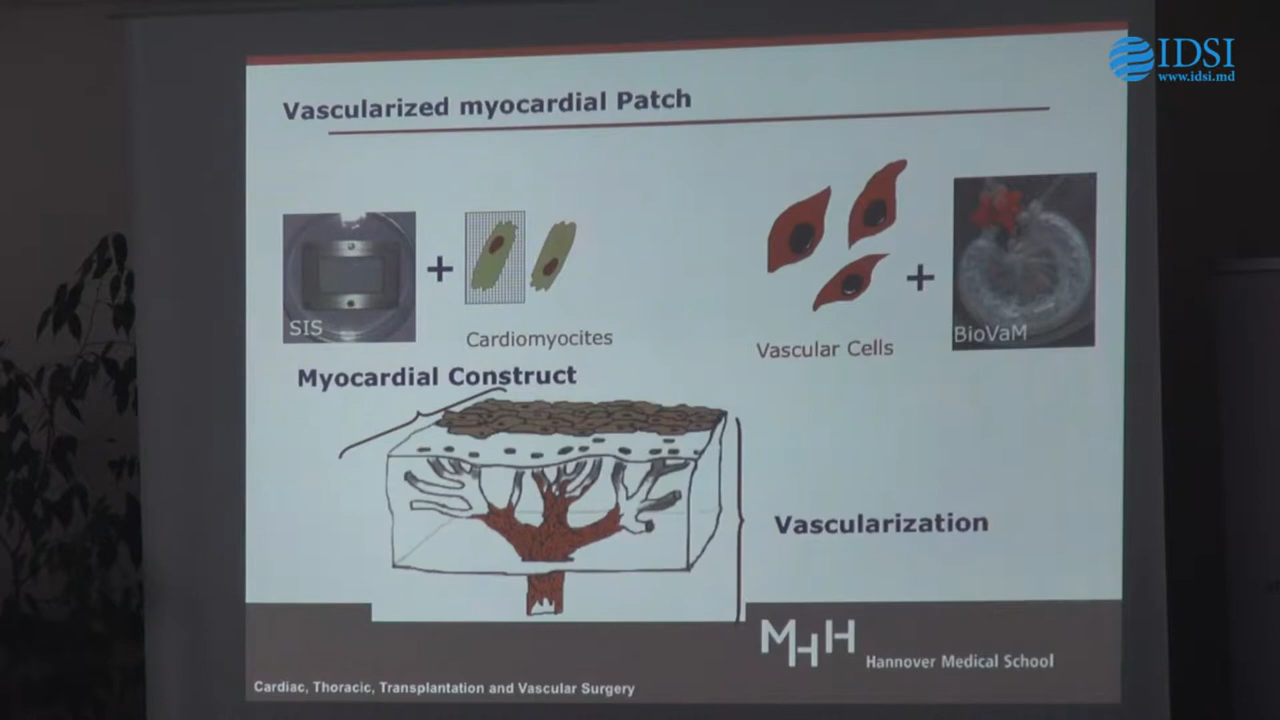 IDSI
www.idsi.md
Vascularized myocardial Patch
SIS
+
Cardiomyocites
Vascular Cells
+
BioVaM
Myocardial Construct
Vascularization
MHH
Hannover Medical School
Cardiac, Thoracic, Transplantation and Vascular Surgery